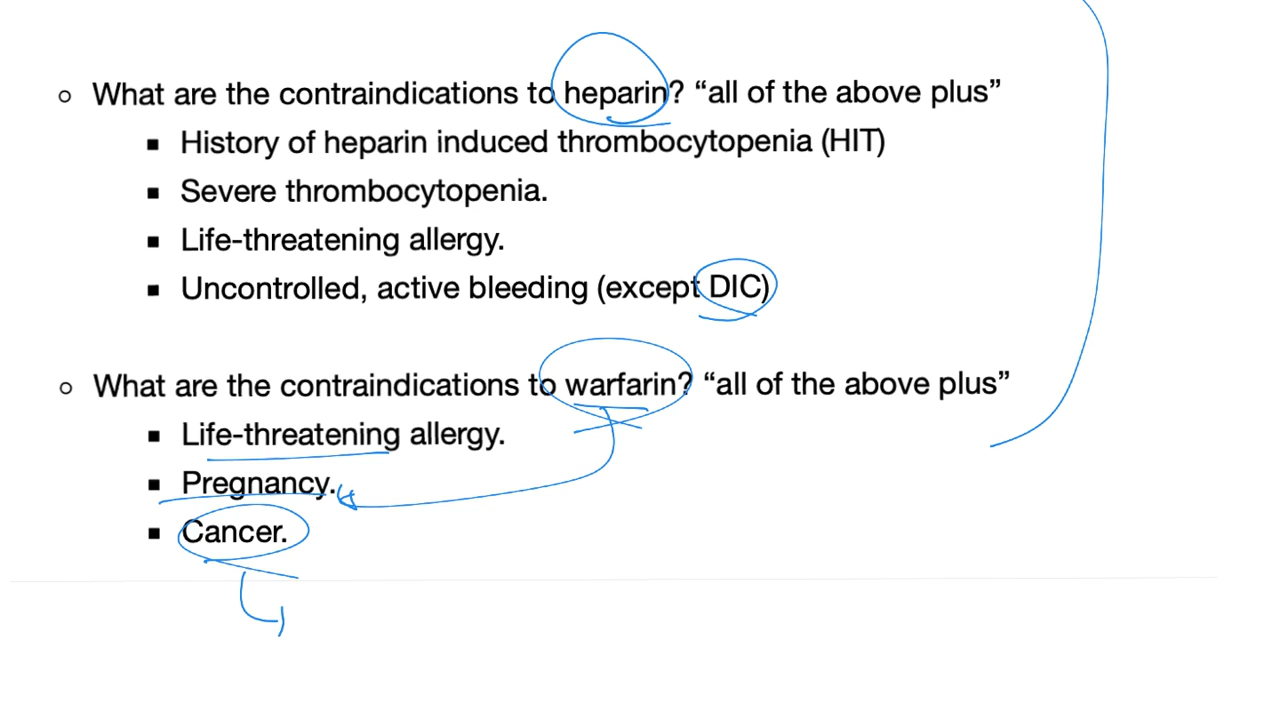 What are the contraindications to heparin? “all of the above plus”
History of heparin induced thrombocytopenia (HIT)
Severe thrombocytopenia.
Life-threatening allergy.
Uncontrolled, active bleeding (except DIC)
What are the contraindications to warfarin? “all of the above plus”
Life-threatening allergy.
Pregnancy.
Cancer.